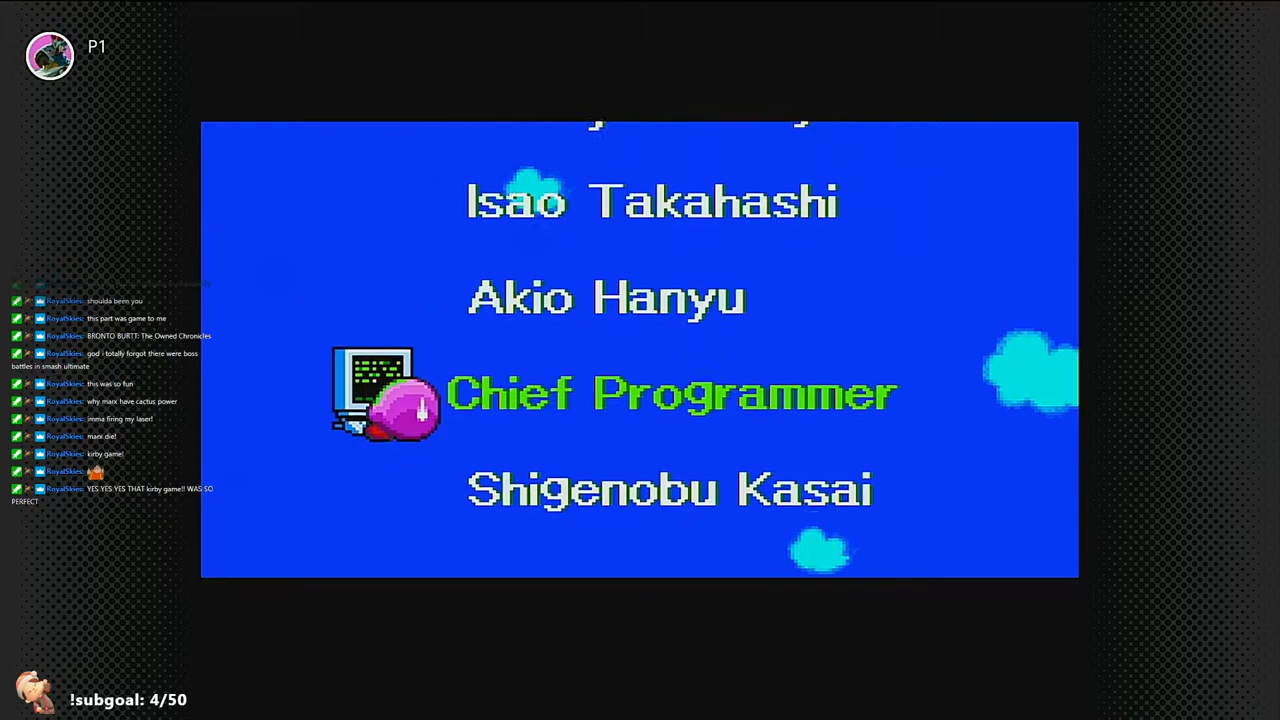 P1
Isao Takahashi
Akio Hanyu
Chief Programmer
Shigenobu Kasai
RoyalSkies: shoulda been you
RoyalSkies: this part was game to me
RoyalSkies: BRONTO BURTT: The Owned Chronicles
RoyalSkies: god i totally forgot there were boss
battles in smash ultimate
RoyalSkies: this was so fun
RoyalSkies: why marx have cactus power
RoyalSkies: imma firing my laser!
RoyalSkies: marx die!
RoyalSkies: kirby game!
RoyalSkies:
RoyalSkies: YES YES YES THAT kirby game!! WAS SO
PERFECT
!subgoal: 4/50